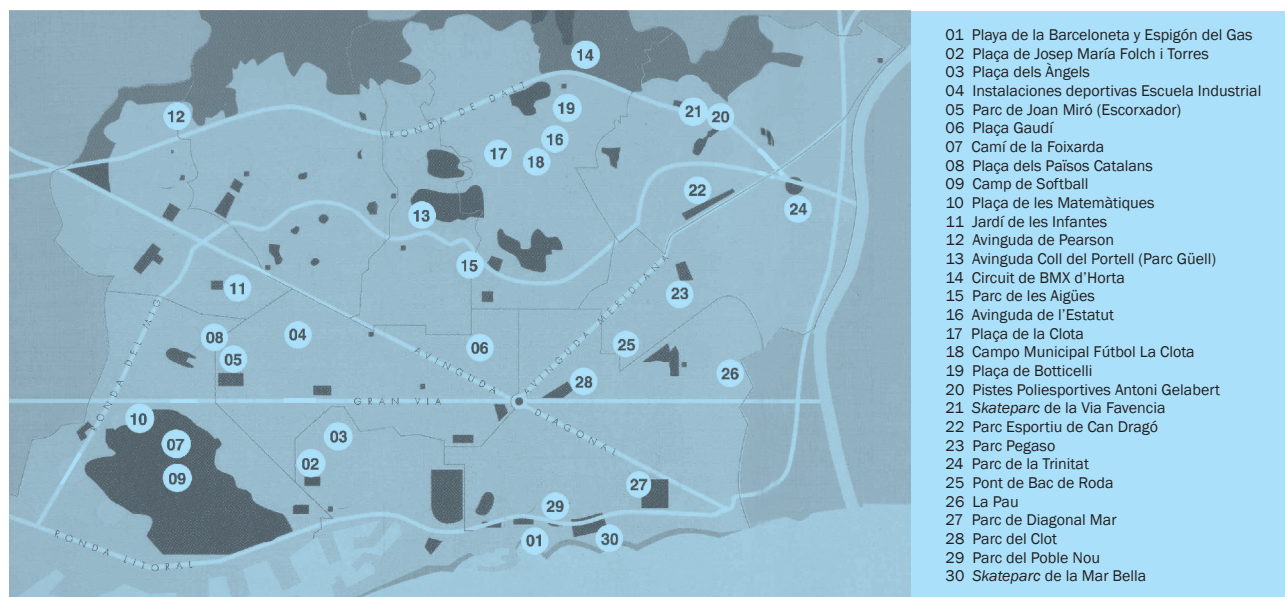 14
12
21
20
19
16
17
18
22
24
13
15
11
23
08
05
04
06
25
26
28
10
07
09
03
02
27
29
01
30
RONDA DE DALT
RONDA DEL MIG
AVINGUDA MERIDIANA
AVINGUDA DIAGONAL
GRAN VIA
RONDA LITORAL
01 Playa de la Barceloneta y Espigón del Gas
02 Plaça de Josep María Folch i Torres
03 Plaça dels Àngels
04 Instalaciones deportivas Escuela Industrial
05 Parc de Joan Miró (Escorxador)
06 Plaça Gaudí
07 Camí de la Foixarda
08 Plaça dels Països Catalans
09 Camp de Softball
10 Plaça de les Matemàtiques
11 Jardí de les Infantes
12 Avinguda de Pearson
13 Avinguda Coll del Portell (Parc Güell)
14 Circuit de BMX d'Horta
15 Parc de les Aigües
16 Avinguda de l'Estatut
17 Plaça de la Clota
18 Campo Municipal Fútbol La Clota
19 Plaça de Botticelli
20 Pistes Poliesportives Antoni Gelabert
21 Skateparc de la Via Favencia
22 Parc Esportiu de Can Dragó
23 Parc Pegaso
24 Parc de la Trinitat
25 Pont de Bac de Roda
26 La Pau
27 Parc de Diagonal Mar
28 Parc del Clot
29 Parc del Poble Nou
30 Skateparc de la Mar Bella